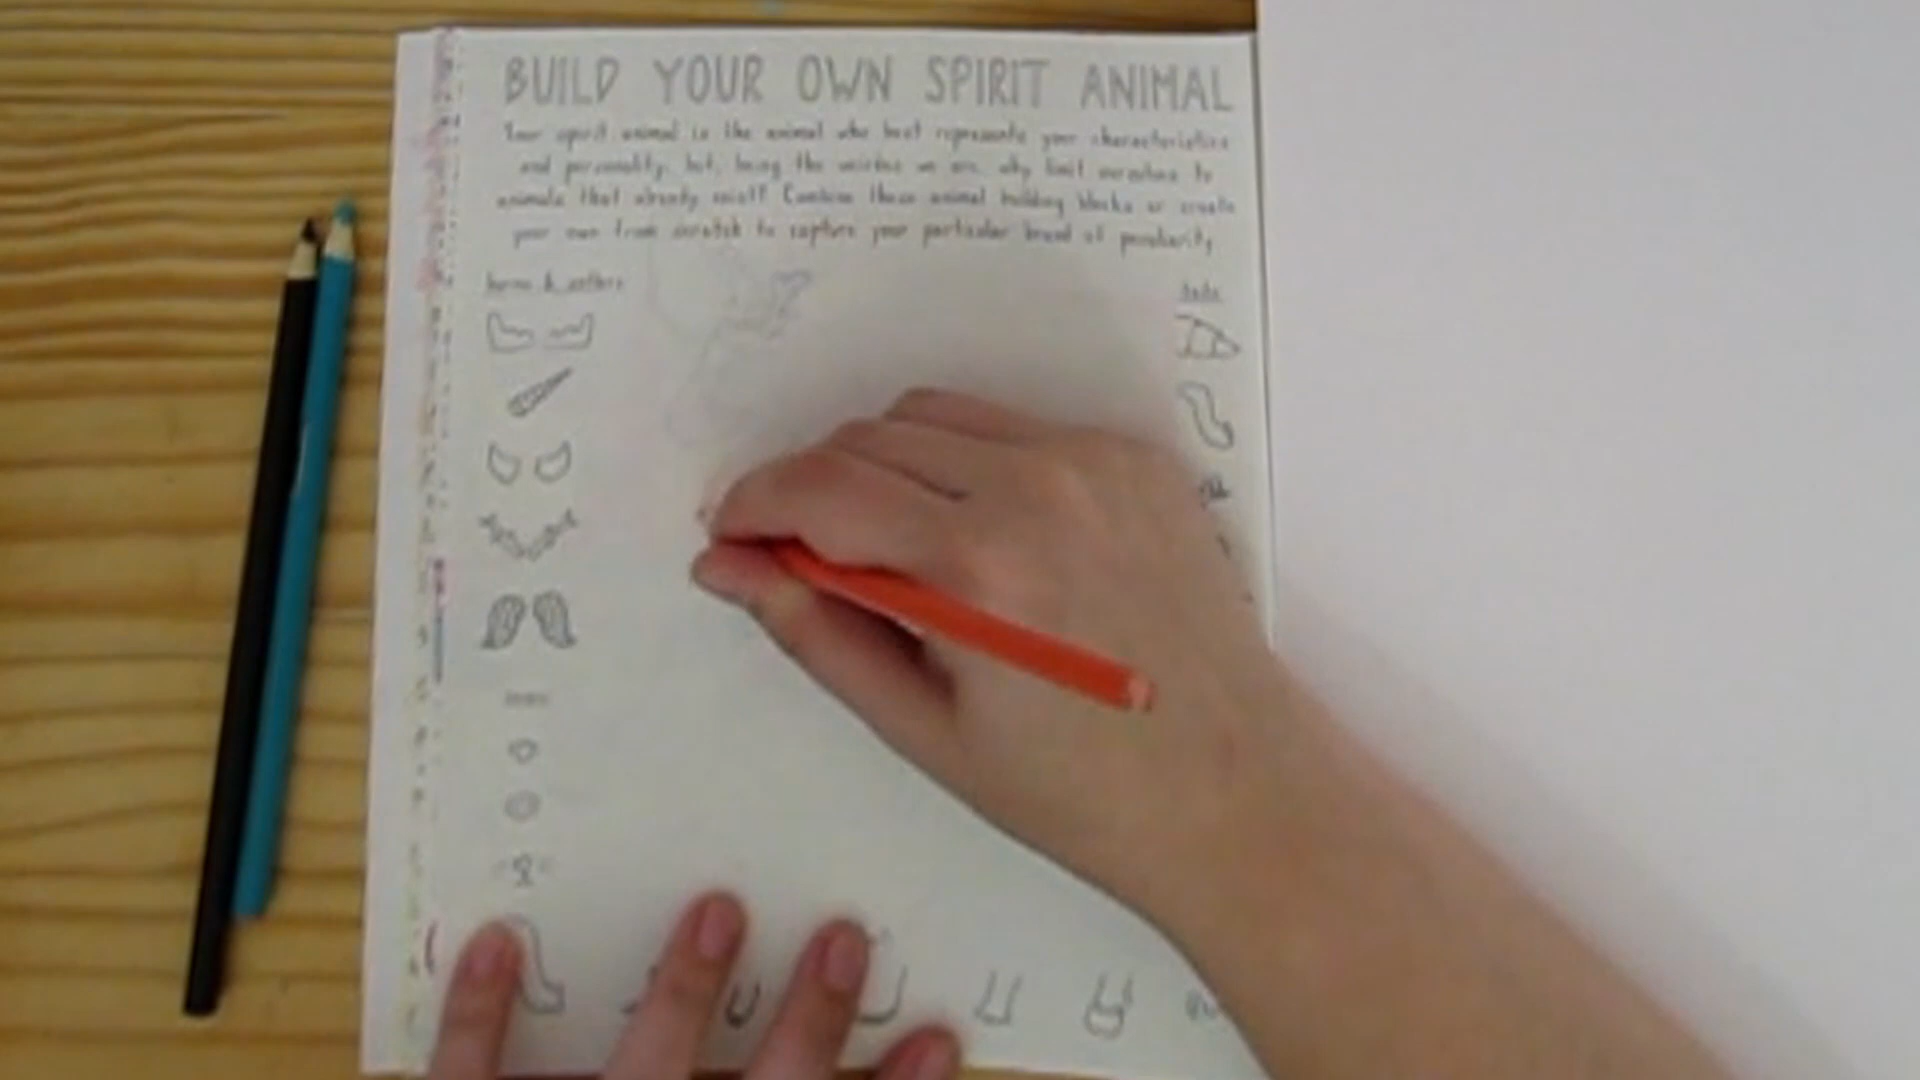 BUILD YOUR OWN SPIRIT ANIMAL
Your spirit animal is the animal who best represents your characteristics
and personality, but, being the weirdos we are, why limit ourselves to
animals that already exist? Combine these animal building blocks or create
your own from scratch to capture your particular brand of peculiarity.
horns & antlers
tails